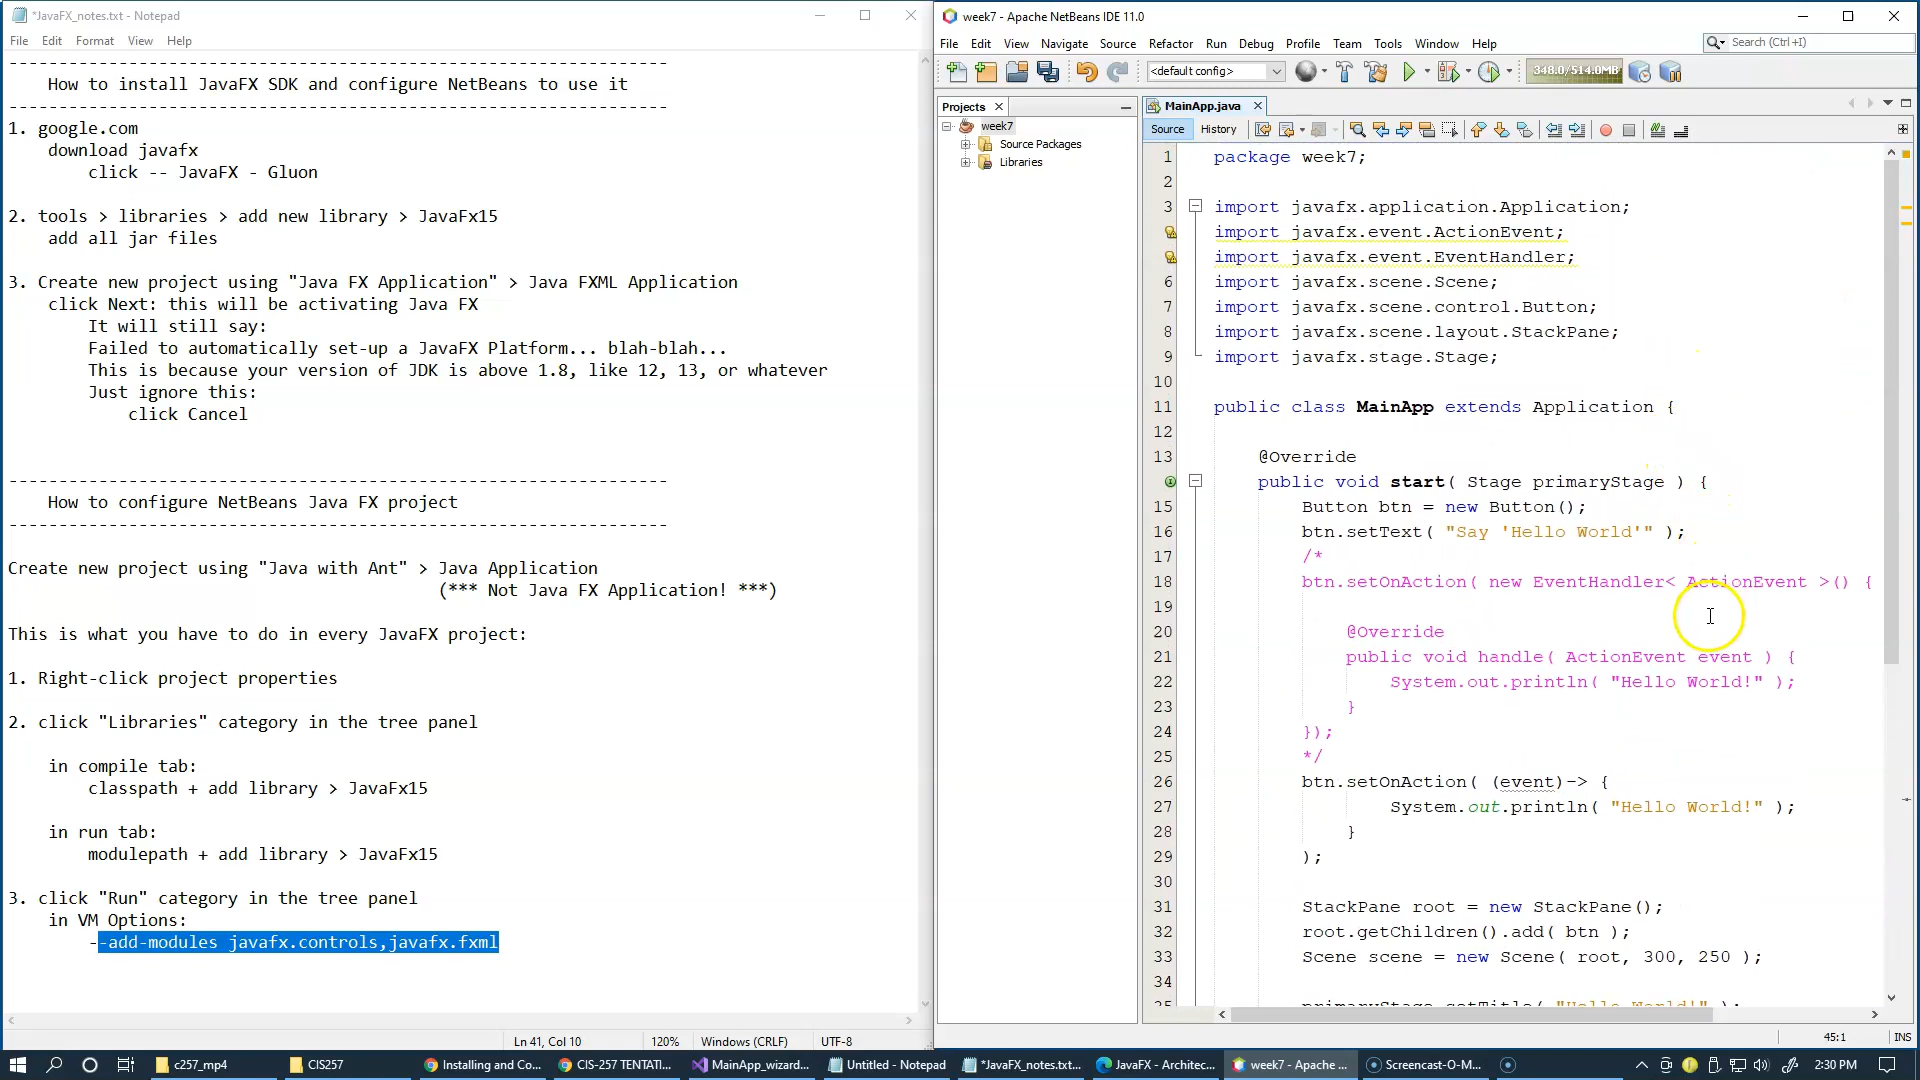 *JavaFX_notes.txt - Notepad
File Edit Format View Help
------------------------------------------------------------------
How to install JavaFX SDK and configure NetBeans to use it
------------------------------------------------------------------
1. google.com
download javafx
click -- JavaFX - Gluon
2. tools > libraries > add new library > JavaFx15
add all jar files
3. Create new project using "Java FX Application" > Java FXML Application
click Next: this will be activating Java FX
It will still say:
Failed to automatically set-up a JavaFX Platform... blah-blah...
This is because your version of JDK is above 1.8, like 12, 13, or whatever
Just ignore this:
click Cancel
------------------------------------------------------------------
How to configure NetBeans Java FX project
------------------------------------------------------------------
Create new project using "Java with Ant" > Java Application
(*** Not Java FX Application! ***)
This is what you have to do in every JavaFX project:
1. Right-click project properties
2. click "Libraries" category in the tree panel
in compile tab:
classpath + add library > JavaFx15
in run tab:
modulepath + add library > JavaFx15
3. click "Run" category in the tree panel
in VM Options:
--add-modules javafx.controls,javafx.fxml
Ln 41, Col 10 120% Windows (CRLF) UTF-8
week7 - Apache NetBeans IDE 11.0
File Edit View Navigate Source Refactor Run Debug Profile Team Tools Window Help
Search (Ctrl+I)
<default config>
348.0/514.0MB
Projects
week7
Source Packages
Libraries
MainApp.java
Source History
1 package week7;
2
3 import javafx.application.Application;
import javafx.event.ActionEvent;
import javafx.event.EventHandler;
6 import javafx.scene.Scene;
7 import javafx.scene.control.Button;
8 import javafx.scene.layout.StackPane;
9 import javafx.stage.Stage;
10
11 public class MainApp extends Application {
12
13 @Override
public void start( Stage primaryStage ) {
15 Button btn = new Button();
16 btn.setText( "Say 'Hello World'" );
17 /*
18 btn.setOnAction( new EventHandler< ActionEvent >() {
19
20 @Override
21 public void handle( ActionEvent event ) {
22 System.out.println( "Hello World!" );
23 }
24 });
25 */
26 btn.setOnAction( (event)-> {
27 System.out.println( "Hello World!" );
28 }
29 );
30
31 StackPane root = new StackPane();
32 root.getChildren().add( btn );
33 Scene scene = new Scene( root, 300, 250 );
34
35 primaryStage.setTitle( "Hello World!" );
45:1 INS
c257_mp4
CIS257
Installing and Co...
CIS-257 TENTATI...
MainApp_wizard...
Untitled - Notepad
*JavaFX_notes.txt...
JavaFX - Architec...
week7 - Apache ...
Screencast-O-M...
2:30 PM